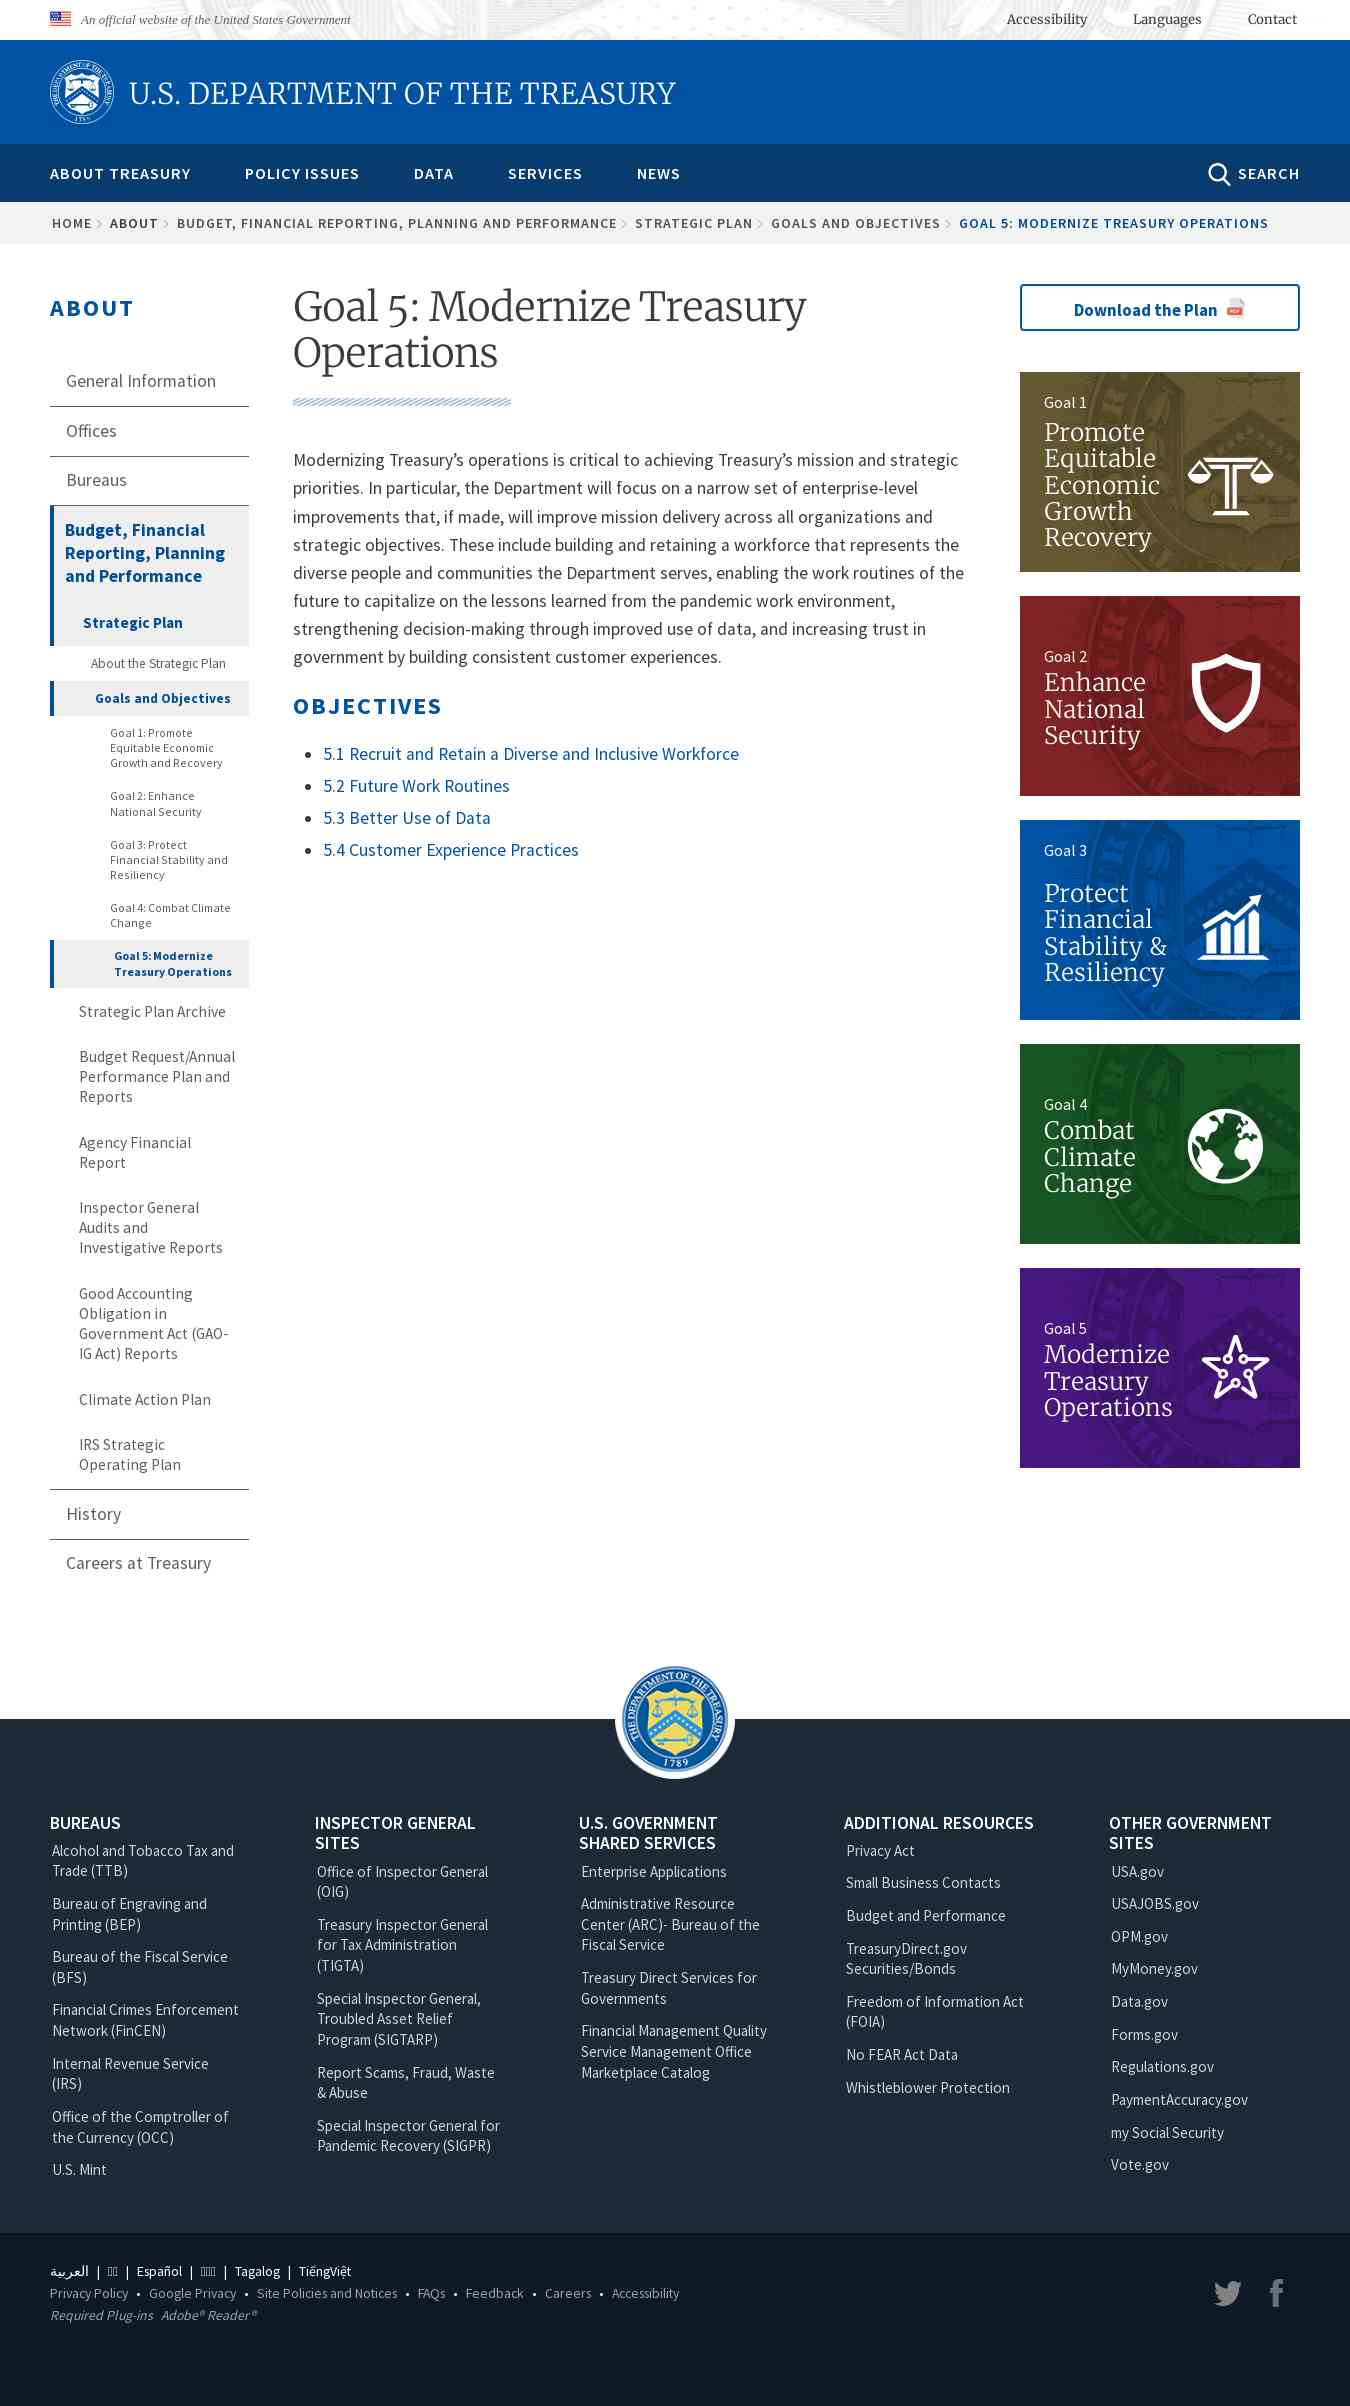 An official website of the United States Government
Accessibility
Languages
Contact
U.S. DEPARTMENT OF THE TREASURY
ABOUT TREASURY
POLICY ISSUES
DATA
SERVICES
NEWS
SEARCH
HOME
ABOUT
BUDGET, FINANCIAL REPORTING, PLANNING AND PERFORMANCE
STRATEGIC PLAN
GOALS AND OBJECTIVES
GOAL 5: MODERNIZE TREASURY OPERATIONS
ABOUT
General Information
Offices
Bureaus
Budget, Financial
Reporting, Planning
and Performance
Strategic Plan
About the Strategic Plan
Goals and Objectives
Goal 1: Promote
Equitable Economic
Growth and Recovery
Goal 2: Enhance
National Security
Goal 3: Protect
Financial Stability and
Resiliency
Goal 4: Combat Climate
Change
Goal 5: Modernize
Treasury Operations
Strategic Plan Archive
Budget Request/Annual
Performance Plan and
Reports
Agency Financial
Report
Inspector General
Audits and
Investigative Reports
Good Accounting
Obligation in
Government Act (GAO-
IG Act) Reports
Climate Action Plan
IRS Strategic
Operating Plan
History
Careers at Treasury
Goal 5: Modernize Treasury
Operations
Modernizing Treasury’s operations is critical to achieving Treasury’s mission and strategic
priorities. In particular, the Department will focus on a narrow set of enterprise-level
improvements that, if made, will improve mission delivery across all organizations and
strategic objectives. These include building and retaining a workforce that represents the
diverse people and communities the Department serves, enabling the work routines of the
future to capitalize on the lessons learned from the pandemic work environment,
strengthening decision-making through improved use of data, and increasing trust in
government by building consistent customer experiences.
OBJECTIVES
5.1 Recruit and Retain a Diverse and Inclusive Workforce
5.2 Future Work Routines
5.3 Better Use of Data
5.4 Customer Experience Practices
Download the Plan
PDF
Goal 1
Promote
Equitable
Economic
Growth
Recovery
Goal 2
Enhance
National
Security
Goal 3
Protect
Financial
Stability &
Resiliency
Goal 4
Combat
Climate
Change
Goal 5
Modernize
Treasury
Operations
THE DEPARTMENT OF THE TREASURY
1789
BUREAUS
Alcohol and Tobacco Tax and
Trade (TTB)
Bureau of Engraving and
Printing (BEP)
Bureau of the Fiscal Service
(BFS)
Financial Crimes Enforcement
Network (FinCEN)
Internal Revenue Service
(IRS)
Office of the Comptroller of
the Currency (OCC)
U.S. Mint
INSPECTOR GENERAL
SITES
Office of Inspector General
(OIG)
Treasury Inspector General
for Tax Administration
(TIGTA)
Special Inspector General,
Troubled Asset Relief
Program (SIGTARP)
Report Scams, Fraud, Waste
& Abuse
Special Inspector General for
Pandemic Recovery (SIGPR)
U.S. GOVERNMENT
SHARED SERVICES
Enterprise Applications
Administrative Resource
Center (ARC)- Bureau of the
Fiscal Service
Treasury Direct Services for
Governments
Financial Management Quality
Service Management Office
Marketplace Catalog
ADDITIONAL RESOURCES
Privacy Act
Small Business Contacts
Budget and Performance
TreasuryDirect.gov
Securities/Bonds
Freedom of Information Act
(FOIA)
No FEAR Act Data
Whistleblower Protection
OTHER GOVERNMENT
SITES
USA.gov
USAJOBS.gov
OPM.gov
MyMoney.gov
Data.gov
Forms.gov
Regulations.gov
PaymentAccuracy.gov
my Social Security
Vote.gov
العربية | | Español | | Tagalog | TiếngViệt
Privacy Policy • Google Privacy • Site Policies and Notices • FAQs • Feedback • Careers • Accessibility
Required Plug-ins Adobe® Reader®